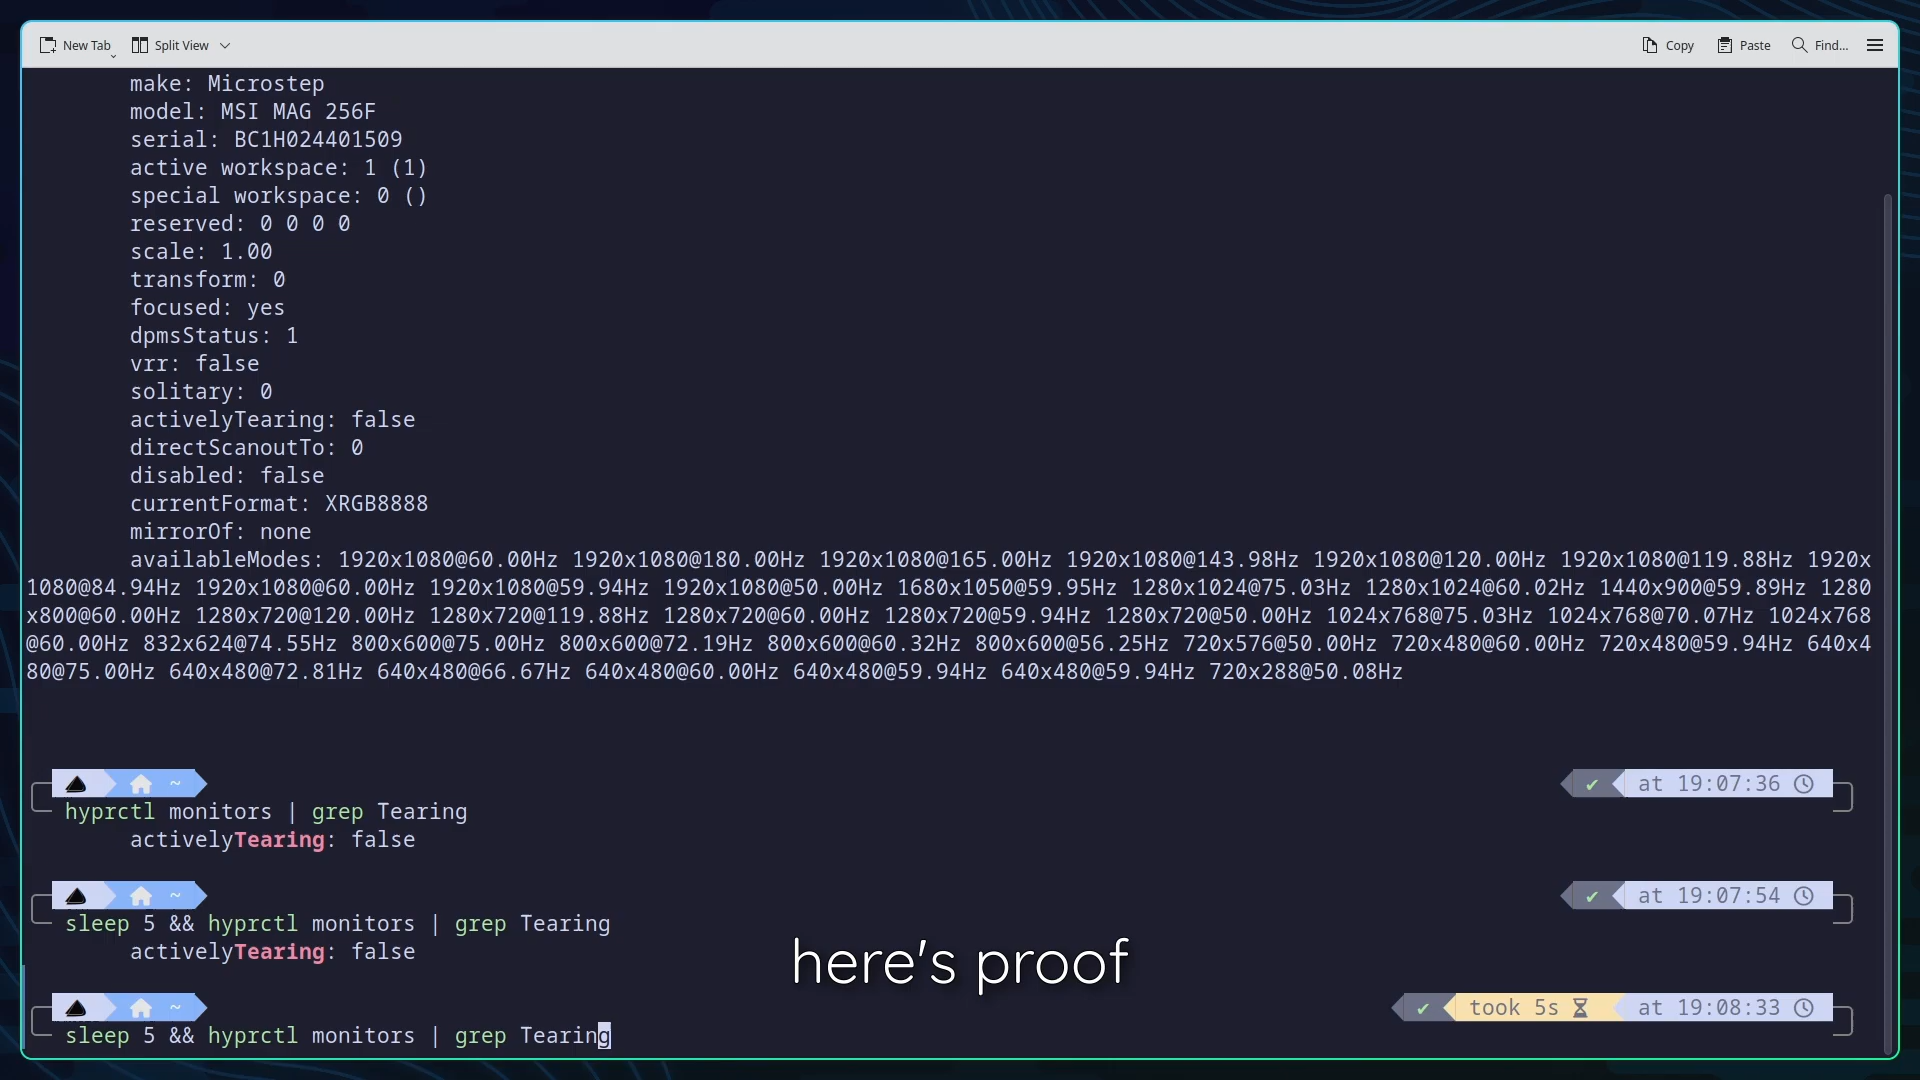 New Tab Split View Copy Paste Find...
make: Microstep
model: MSI MAG 256F
serial: BC1H024401509
active workspace: 1 (1)
special workspace: 0 ()
reserved: 0 0 0 0
scale: 1.00
transform: 0
focused: yes
dpmsStatus: 1
vrr: false
solitary: 0
activelyTearing: false
directScanoutTo: 0
disabled: false
currentFormat: XRGB8888
mirrorOf: none
availableModes: 1920x1080@60.00Hz 1920x1080@180.00Hz 1920x1080@165.00Hz 1920x1080@143.98Hz 1920x1080@120.00Hz 1920x1080@119.88Hz 1920x
1080@84.94Hz 1920x1080@60.00Hz 1920x1080@59.94Hz 1920x1080@50.00Hz 1680x1050@59.95Hz 1280x1024@75.03Hz 1280x1024@60.02Hz 1440x900@59.89Hz 1280
x800@60.00Hz 1280x720@120.00Hz 1280x720@119.88Hz 1280x720@60.00Hz 1280x720@59.94Hz 1280x720@50.00Hz 1024x768@75.03Hz 1024x768@70.07Hz 1024x768
@60.00Hz 832x624@74.55Hz 800x600@75.00Hz 800x600@72.19Hz 800x600@60.32Hz 800x600@56.25Hz 720x576@50.00Hz 720x480@60.00Hz 720x480@59.94Hz 640x4
80@75.00Hz 640x480@72.81Hz 640x480@66.67Hz 640x480@60.00Hz 640x480@59.94Hz 640x480@59.94Hz 720x288@50.08Hz
~ ✔ at 19:07:36
hyprctl monitors | grep Tearing
activelyTearing: false
~ ✔ at 19:07:54
sleep 5 && hyprctl monitors | grep Tearing
activelyTearing: false
here's proof
~ ✔ took 5s at 19:08:33
sleep 5 && hyprctl monitors | grep Tearing